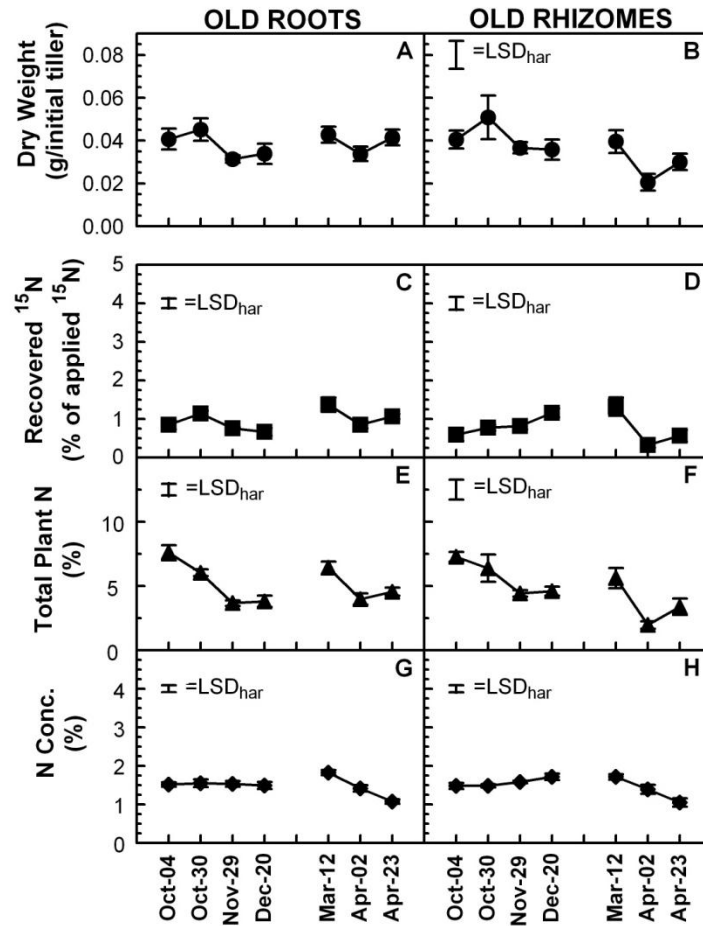 OLD ROOTS
OLD RHIZOMES
Dry Weight
(g/initial tiller)
0.08
0.06
0.04
0.02
0.00
A
=LSDhar
B
Recovered 15N
(% of applied 15N)
5
4
3
2
1
0
=LSDhar
C
=LSDhar
D
Total Plant N
(%)
10
5
0
=LSDhar
E
=LSDhar
F
N Conc.
(%)
4
3
2
1
0
=LSDhar
G
=LSDhar
H
Oct-04
Oct-30
Nov-29
Dec-20
Mar-12
Apr-02
Apr-23
Oct-04
Oct-30
Nov-29
Dec-20
Mar-12
Apr-02
Apr-23